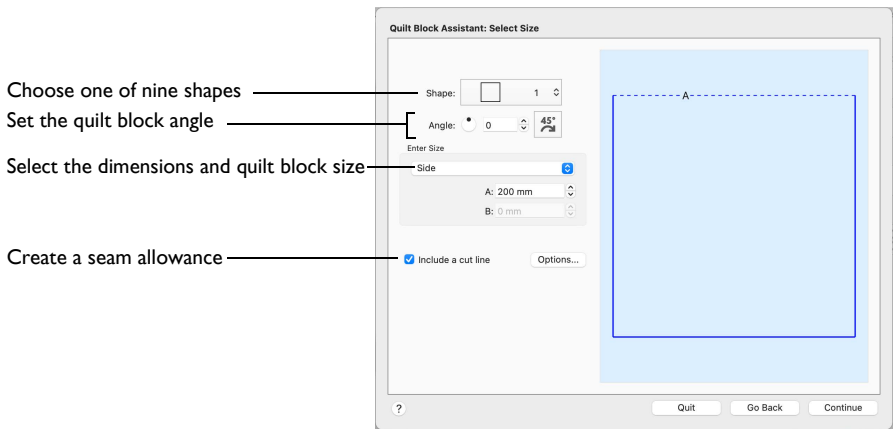 Quilt Block Assistant: Select Size
Choose one of nine shapes
Shape: 1
Set the quilt block angle
Angle: 0 45°
Enter Size
Select the dimensions and quilt block size
Side
A: 200 mm
B: 0 mm
Create a seam allowance
Include a cut line Options...
A
? Quit Go Back Continue